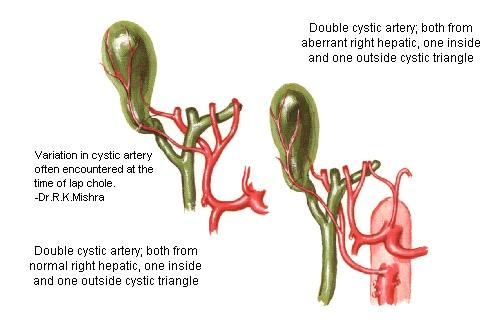 Double cystic artery; both from
aberrant right hepatic, one inside
and one outside cystic triangle
Variation in cystic artery
often encountered at the
time of lap chole.
-Dr.R.K.Mishra
Double cystic artery; both from
normal right hepatic, one inside
and one outside cystic triangle